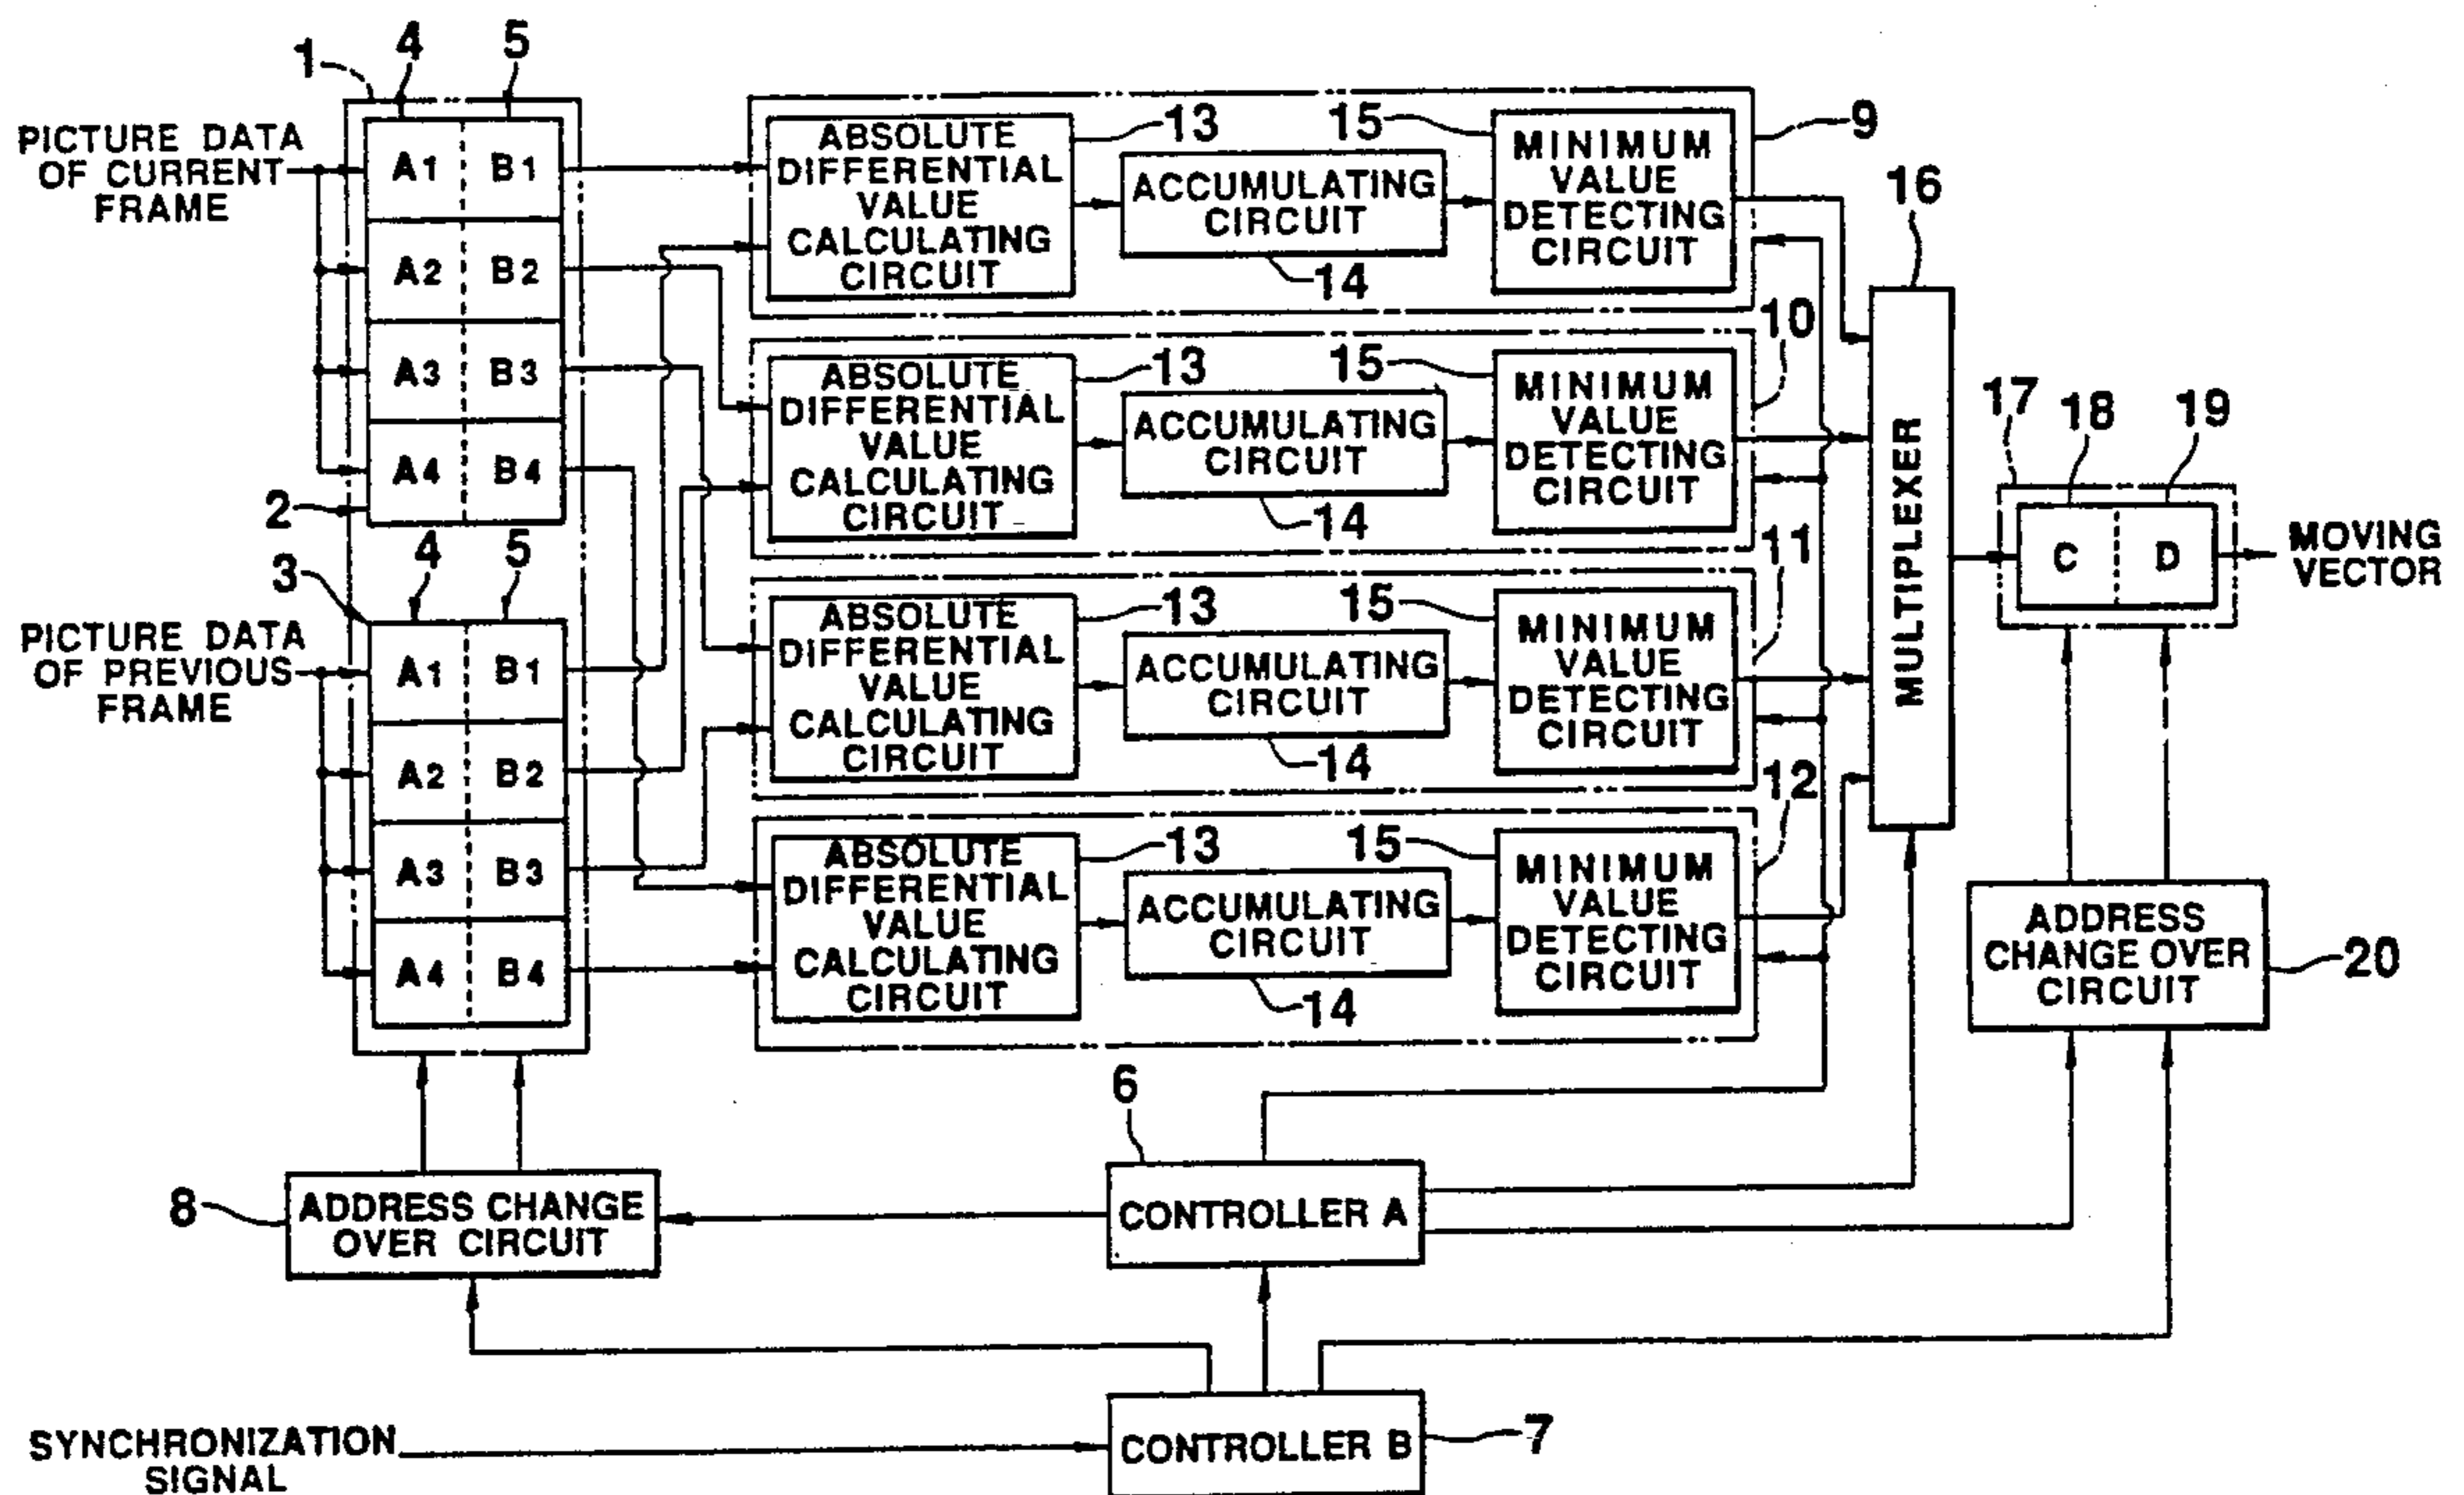 1
4
5
PICTURE DATA
OF CURRENT
FRAME
A1
B1
A2
B2
A3
B3
A4
B4
2
3
4
5
PICTURE DATA
OF PREVIOUS
FRAME
A1
B1
A2
B2
A3
B3
A4
B4
ABSOLUTE
DIFFERENTIAL
VALUE
CALCULATING
CIRCUIT
13
ACCUMULATING
CIRCUIT
14
15
MINIMUM
VALUE
DETECTING
CIRCUIT
9
ABSOLUTE
DIFFERENTIAL
VALUE
CALCULATING
CIRCUIT
13
ACCUMULATING
CIRCUIT
14
15
MINIMUM
VALUE
DETECTING
CIRCUIT
10
ABSOLUTE
DIFFERENTIAL
VALUE
CALCULATING
CIRCUIT
13
ACCUMULATING
CIRCUIT
14
15
MINIMUM
VALUE
DETECTING
CIRCUIT
11
ABSOLUTE
DIFFERENTIAL
VALUE
CALCULATING
CIRCUIT
13
ACCUMULATING
CIRCUIT
14
15
MINIMUM
VALUE
DETECTING
CIRCUIT
12
16
MULTIPLEXER
17
18
19
C
D
MOVING
VECTOR
ADDRESS
CHANGE OVER
CIRCUIT
20
8
ADDRESS CHANGE
OVER CIRCUIT
6
CONTROLLER A
SYNCHRONIZATION
SIGNAL
CONTROLLER B
7